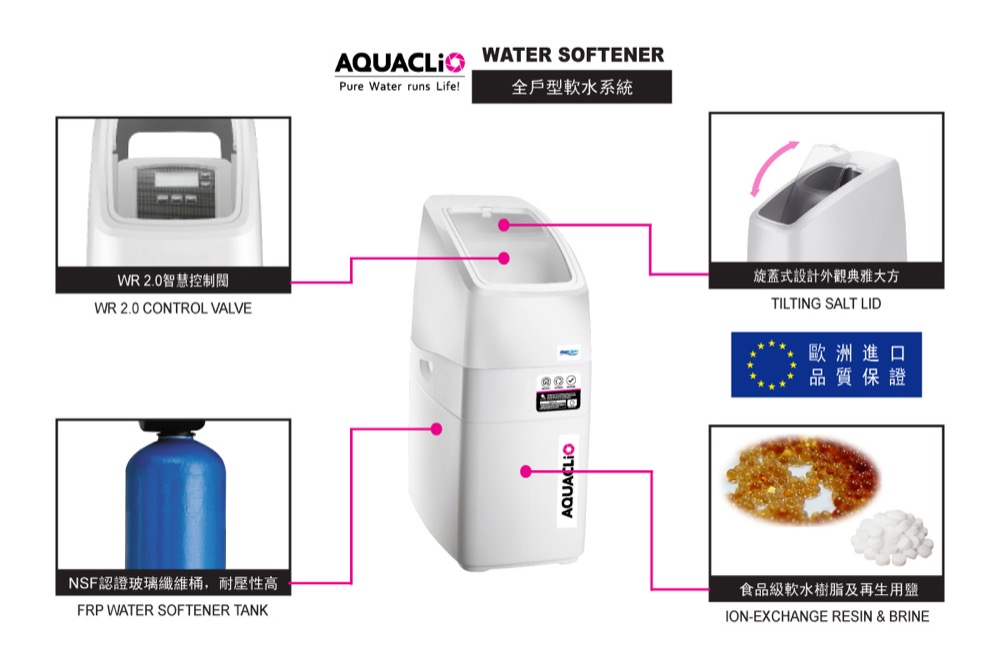 AQUACLiO
Pure Water runs Life!
WATER SOFTENER
全戶型軟水系統
WR 2.0智慧控制閥
WR 2.0 CONTROL VALVE
旋蓋式設計外觀典雅大方
TILTING SALT LID
歐洲進口
品質保證
AQUACLiO
NSF認證玻璃纖維桶，耐壓性高
FRP WATER SOFTENER TANK
食品級軟水樹脂及再生用鹽
ION-EXCHANGE RESIN & BRINE